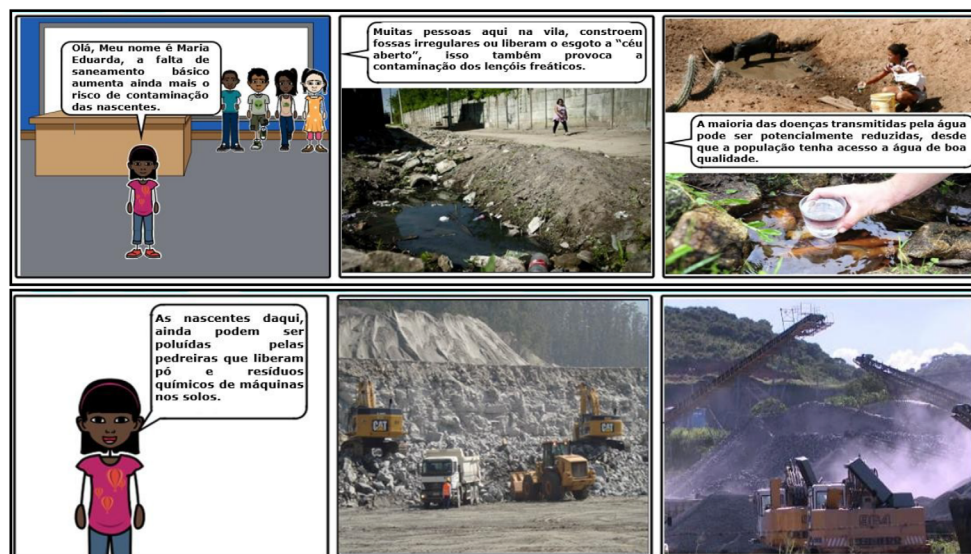 Olá, Meu nome é Maria
Eduarda, a falta de
saneamento básico
aumenta ainda mais o
risco de contaminação
das nascentes.
Muitas pessoas aqui na vila, constroem
fossas irregulares ou liberam o esgoto a "céu
aberto", isso também provoca a
contaminação dos lençóis freáticos.
A maioria das doenças transmitidas pela água
pode ser potencialmente reduzidas, desde
que a população tenha acesso a água de boa
qualidade.
As nascentes daqui,
ainda podem ser
poluídas pelas
pedreiras que liberam
pó e resíduos
químicos de máquinas
nos solos.
CAT
CAT